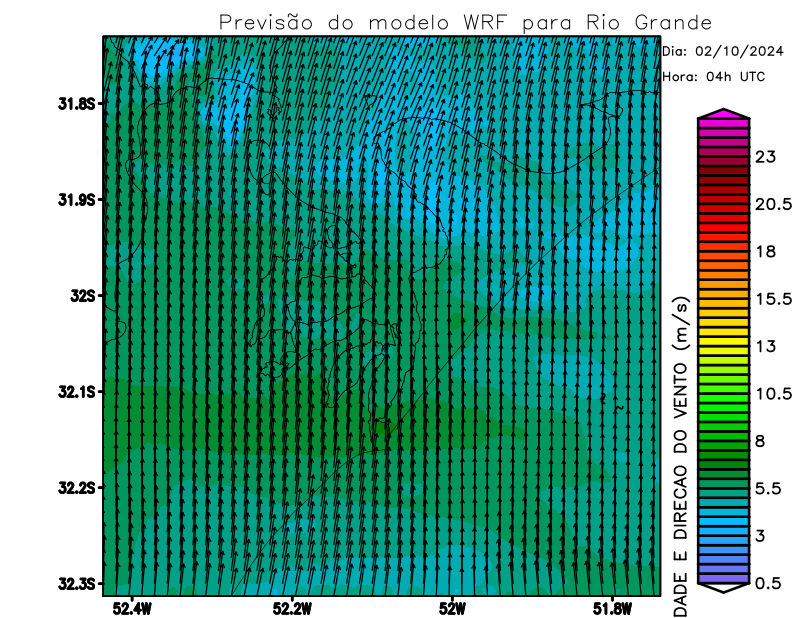 Previsão do modelo WRF para Rio Grande
Dia: 02/10/2024
Hora: 04h UTC
31.8S
31.9S
32S
32.1S
32.2S
32.3S
52.4W
52.2W
52W
51.8W
DADE E DIRECAO DO VENTO (m/s)
23
20.5
18
15.5
13
10.5
8
5.5
3
0.5